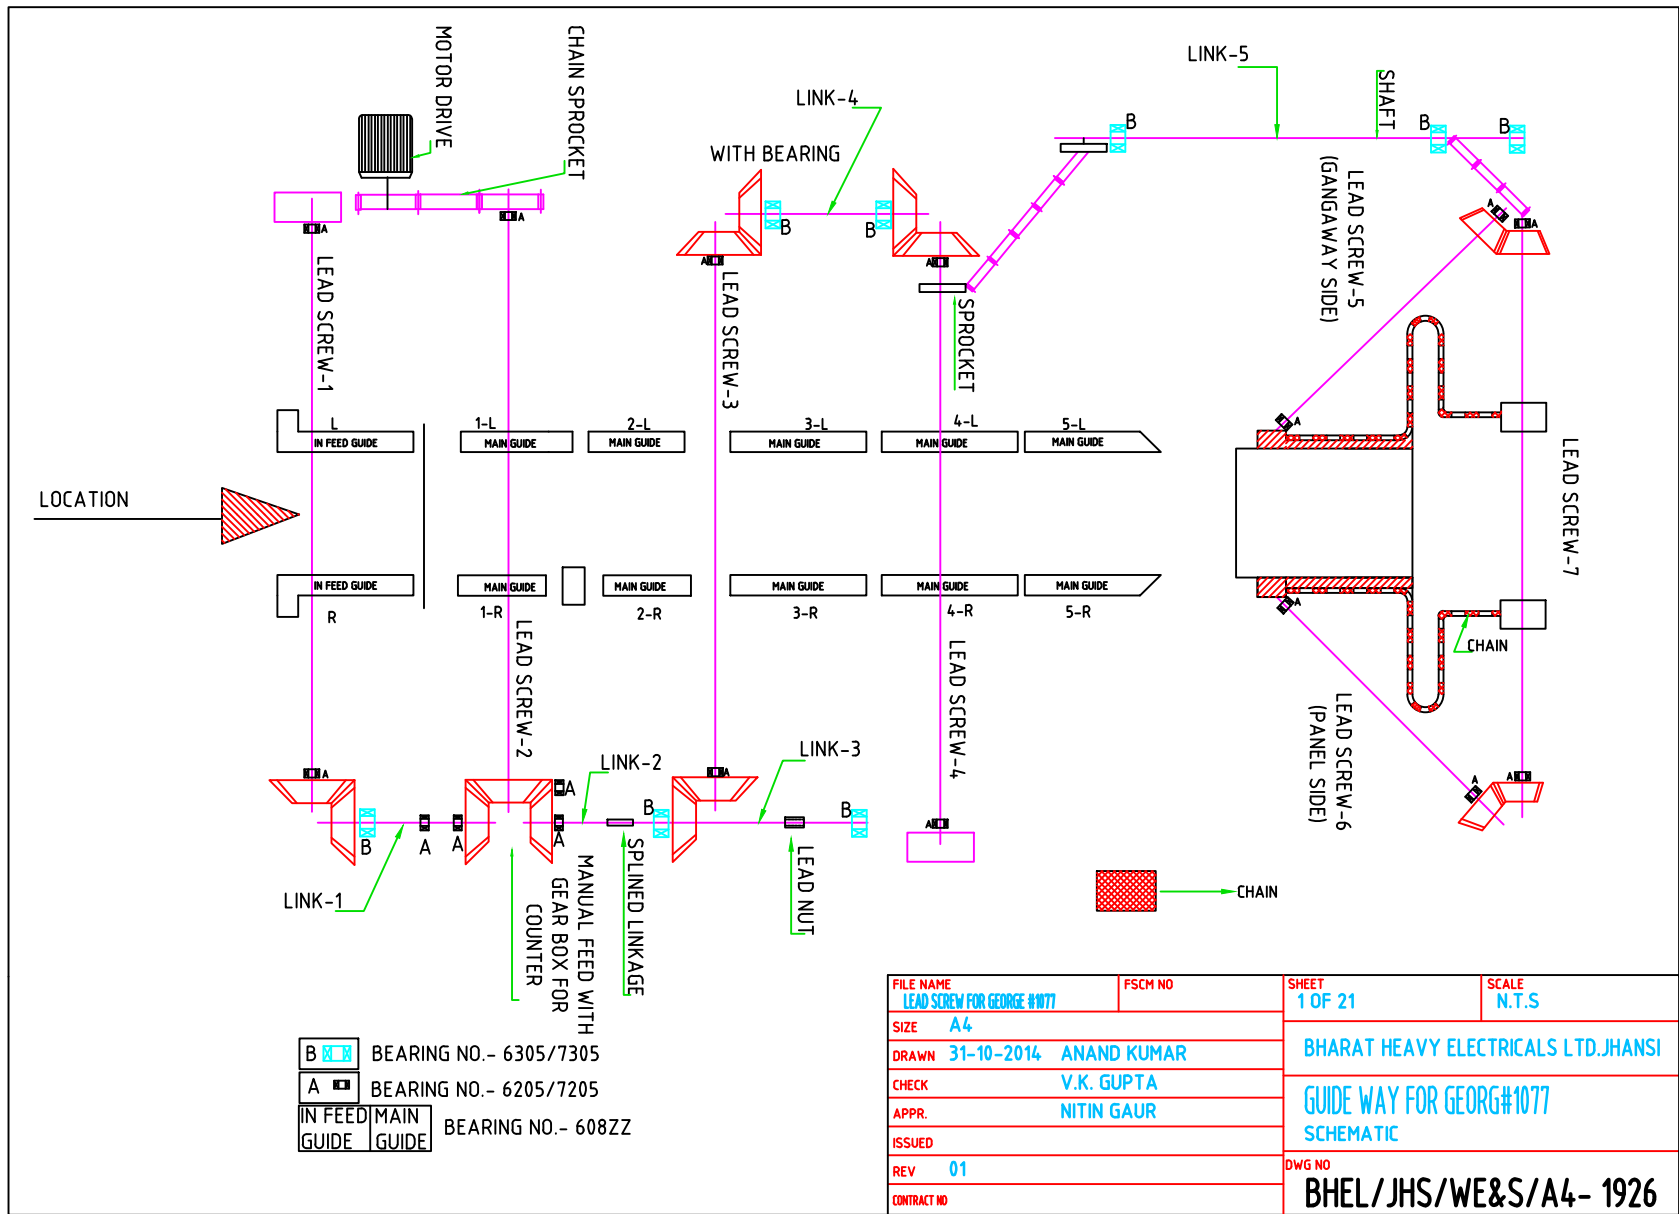 MOTOR DRIVE
CHAIN SPROCKET
LINK-4
WITH BEARING
LINK-5
SHAFT
B
B
B
B
B
A
A
A
A
A
A
LEAD SCREW-1
LEAD SCREW-3
SPROCKET
LEAD SCREW-5
(GANGAWAY SIDE)
L
1-L
2-L
3-L
4-L
5-L
IN FEED GUIDE
MAIN GUIDE
MAIN GUIDE
MAIN GUIDE
MAIN GUIDE
MAIN GUIDE
A
LOCATION
LEAD SCREW-7
IN FEED GUIDE
MAIN GUIDE
MAIN GUIDE
MAIN GUIDE
MAIN GUIDE
MAIN GUIDE
R
1-R
2-R
3-R
4-R
5-R
A
CHAIN
LEAD SCREW-2
LEAD SCREW-4
LEAD SCREW-6
(PANEL SIDE)
LINK-2
LINK-3
A
A
A
A
A
B
A
A
A
B
B
A
LINK-1
MANUAL FEED WITH
GEAR BOX FOR
COUNTER
SPLINED LINKAGE
LEAD NUT
CHAIN
B BEARING NO.- 6305/7305
A BEARING NO.- 6205/7205
IN FEED GUIDE
MAIN GUIDE
BEARING NO.- 608ZZ
FILE NAME
LEAD SCREW FOR GEORGE #1077
FSCM NO
SHEET
1 OF 21
SCALE
N.T.S
SIZE A4
DRAWN 31-10-2014 ANAND KUMAR
BHARAT HEAVY ELECTRICALS LTD.JHANSI
CHECK V.K. GUPTA
APPR. NITIN GAUR
GUIDE WAY FOR GEORG#1077
SCHEMATIC
ISSUED
REV 01
CONTRACT NO
DWG NO
BHEL/JHS/WE&S/A4- 1926